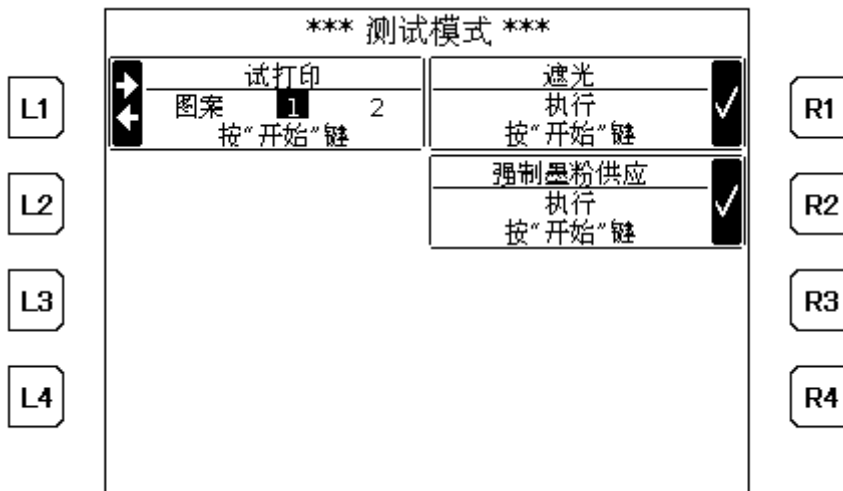 *** 测试模式 ***
L1
试打印
图案 1 2
按“开始”键
遮光
执行
按“开始”键
R1
L2
强制墨粉供应
执行
按“开始”键
R2
L3
R3
L4
R4